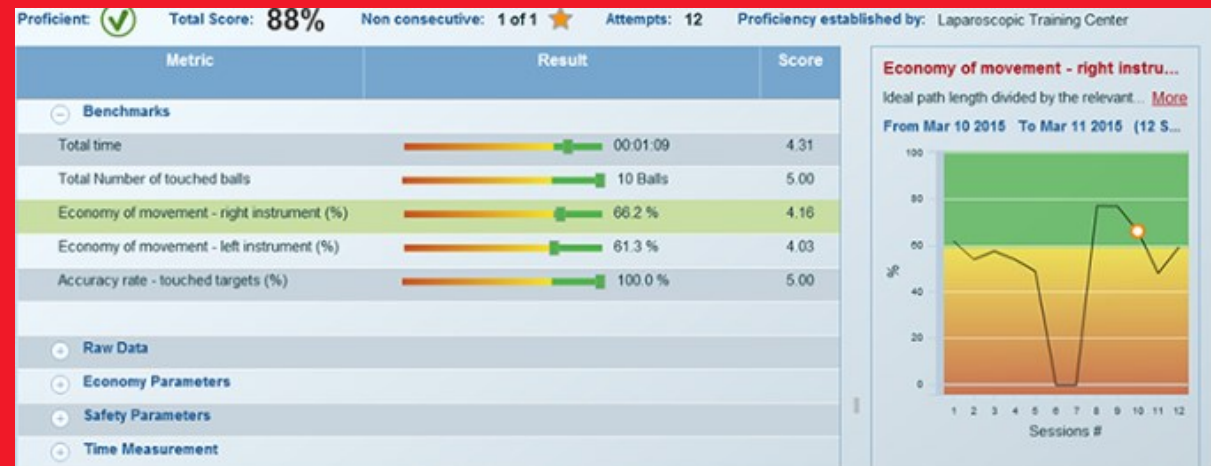 Proficient: Total Score: 88% Non consecutive: 1 of 1 Attempts: 12 Proficiency established by: Laparoscopic Training Center
Metric Result Score
Benchmarks
Total time 00:01:09 4.31
Total Number of touched balls 10 Balls 5.00
Economy of movement - right instrument (%) 66.2 % 4.16
Economy of movement - left instrument (%) 61.3 % 4.03
Accuracy rate - touched targets (%) 100.0 % 5.00
Raw Data
Economy Parameters
Safety Parameters
Time Measurement
Economy of movement - right instru...
Ideal path length divided by the relevant... More
From Mar 10 2015 To Mar 11 2015 (12 S...
100
80
60
40
20
0
%
1 2 3 4 5 6 7 8 9 10 11 12
Sessions #